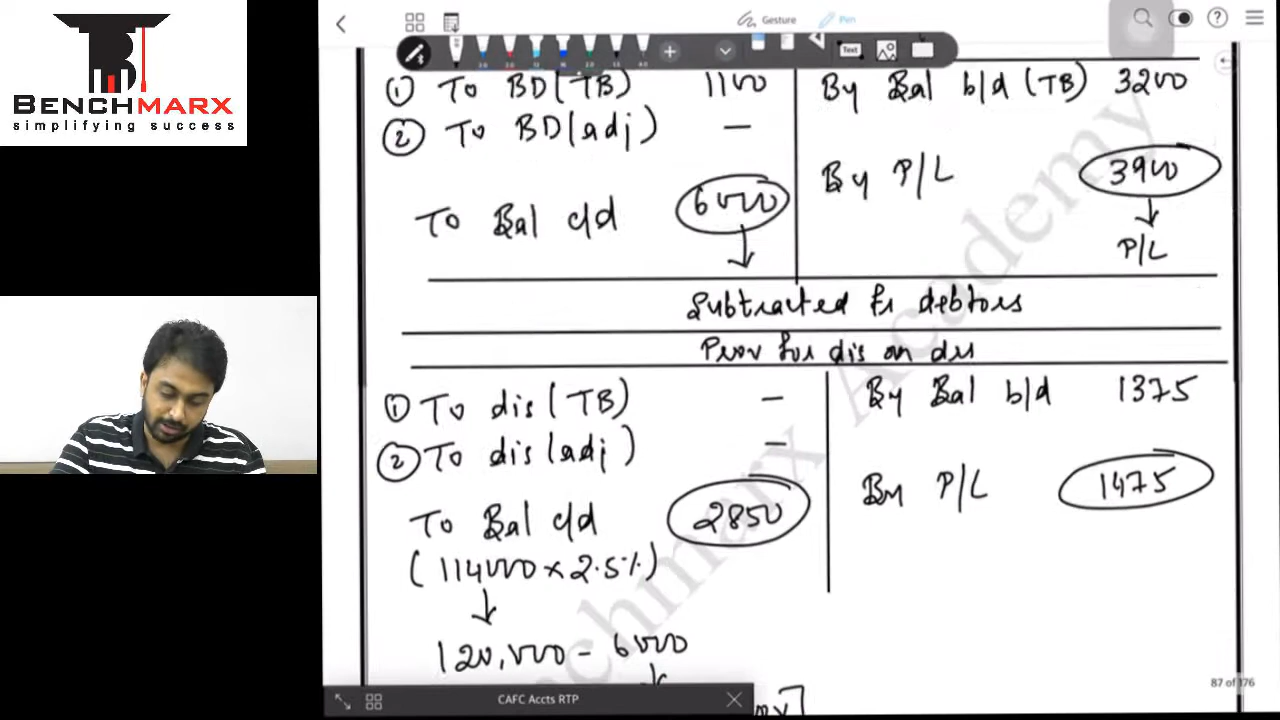 BENCHMARX
simplifying success
Gesture
Pen
Text
① To BD (TB) 1100 By Bal b/d (TB) 3200
② To BD (adj) —
By P/L 3900
To Bal c/d 6000
P/L
Subtracted fr debtors
Prov for dis on drs
① To dis (TB) — By Bal b/d 1375
② To dis (adj) —
By P/L 1475
To Bal c/d 2850
(114000 × 2.5%)
120,000 - 6000
Benchmarx Academy
87 of 176
CAFC Accts RTP